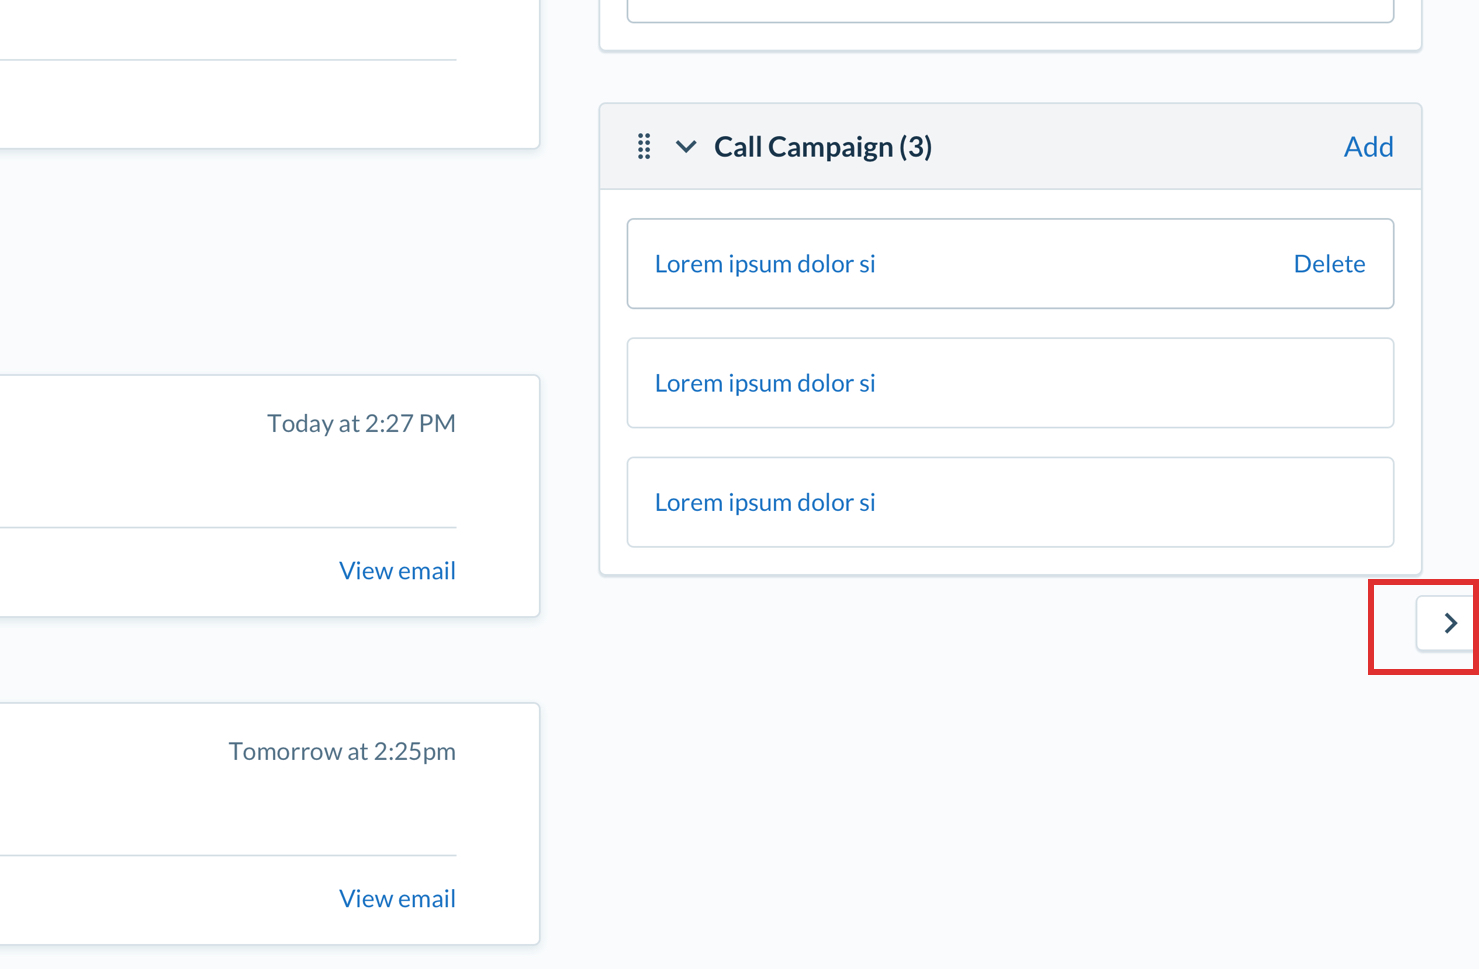 Call Campaign (3)
Add
Lorem ipsum dolor si
Delete
Lorem ipsum dolor si
Lorem ipsum dolor si
Today at 2:27 PM
View email
Tomorrow at 2:25pm
View email